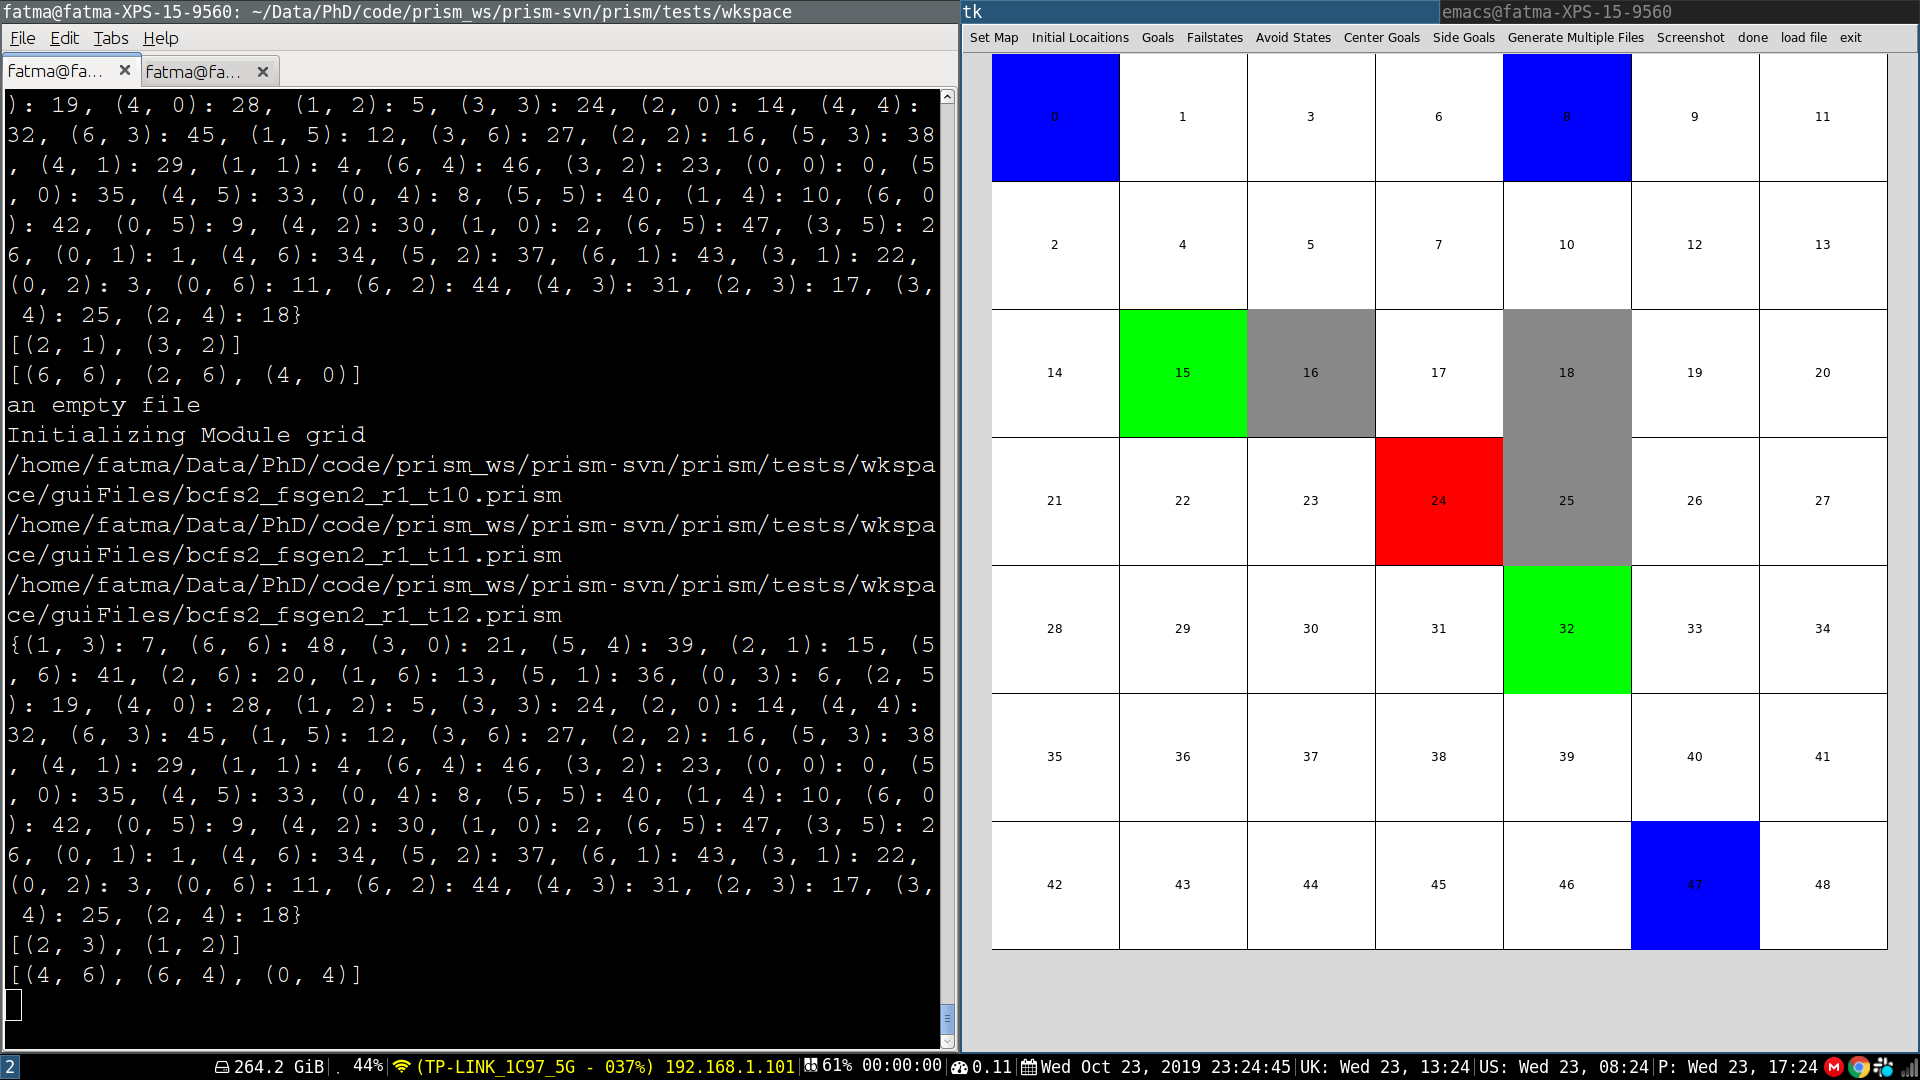 fatma@fatma-XPS-15-9560: ~/Data/PhD/code/prism_ws/prism-svn/prism/tests/wkspace
File Edit Tabs Help
fatma@fa... × fatma@fa... ×
): 19, (4, 0): 28, (1, 2): 5, (3, 3): 24, (2, 0): 14, (4, 4):
32, (6, 3): 45, (1, 5): 12, (3, 6): 27, (2, 2): 16, (5, 3): 38
, (4, 1): 29, (1, 1): 4, (6, 4): 46, (3, 2): 23, (0, 0): 0, (5
, 0): 35, (4, 5): 33, (0, 4): 8, (5, 5): 40, (1, 4): 10, (6, 0
): 42, (0, 5): 9, (4, 2): 30, (1, 0): 2, (6, 5): 47, (3, 5): 2
6, (0, 1): 1, (4, 6): 34, (5, 2): 37, (6, 1): 43, (3, 1): 22,
(0, 2): 3, (0, 6): 11, (6, 2): 44, (4, 3): 31, (2, 3): 17, (3,
4): 25, (2, 4): 18}
[(2, 1), (3, 2)]
[(6, 6), (2, 6), (4, 0)]
an empty file
Initializing Module grid
/home/fatma/Data/PhD/code/prism_ws/prism-svn/prism/tests/wkspa
ce/guiFiles/bcfs2_fsgen2_r1_t10.prism
/home/fatma/Data/PhD/code/prism_ws/prism-svn/prism/tests/wkspa
ce/guiFiles/bcfs2_fsgen2_r1_t11.prism
/home/fatma/Data/PhD/code/prism_ws/prism-svn/prism/tests/wkspa
ce/guiFiles/bcfs2_fsgen2_r1_t12.prism
{(1, 3): 7, (6, 6): 48, (3, 0): 21, (5, 4): 39, (2, 1): 15, (5
, 6): 41, (2, 6): 20, (1, 6): 13, (5, 1): 36, (0, 3): 6, (2, 5
): 19, (4, 0): 28, (1, 2): 5, (3, 3): 24, (2, 0): 14, (4, 4):
32, (6, 3): 45, (1, 5): 12, (3, 6): 27, (2, 2): 16, (5, 3): 38
, (4, 1): 29, (1, 1): 4, (6, 4): 46, (3, 2): 23, (0, 0): 0, (5
, 0): 35, (4, 5): 33, (0, 4): 8, (5, 5): 40, (1, 4): 10, (6, 0
): 42, (0, 5): 9, (4, 2): 30, (1, 0): 2, (6, 5): 47, (3, 5): 2
6, (0, 1): 1, (4, 6): 34, (5, 2): 37, (6, 1): 43, (3, 1): 22,
(0, 2): 3, (0, 6): 11, (6, 2): 44, (4, 3): 31, (2, 3): 17, (3,
4): 25, (2, 4): 18}
[(2, 3), (1, 2)]
[(4, 6), (6, 4), (0, 4)]
tk
emacs@fatma-XPS-15-9560
Set Map Initial Locaitions Goals Failstates Avoid States Center Goals Side Goals Generate Multiple Files Screenshot done load file exit
0 1 3 6 8 9 11
2 4 5 7 10 12 13
14 15 16 17 18 19 20
21 22 23 24 25 26 27
28 29 30 31 32 33 34
35 36 37 38 39 40 41
42 43 44 45 46 47 48
2 264.2 GiB . 44% (TP-LINK_1C97_5G - 037%) 192.168.1.101 61% 00:00:00 0.11 Wed Oct 23, 2019 23:24:45 UK: Wed 23, 13:24 US: Wed 23, 08:24 P: Wed 23, 17:24 M